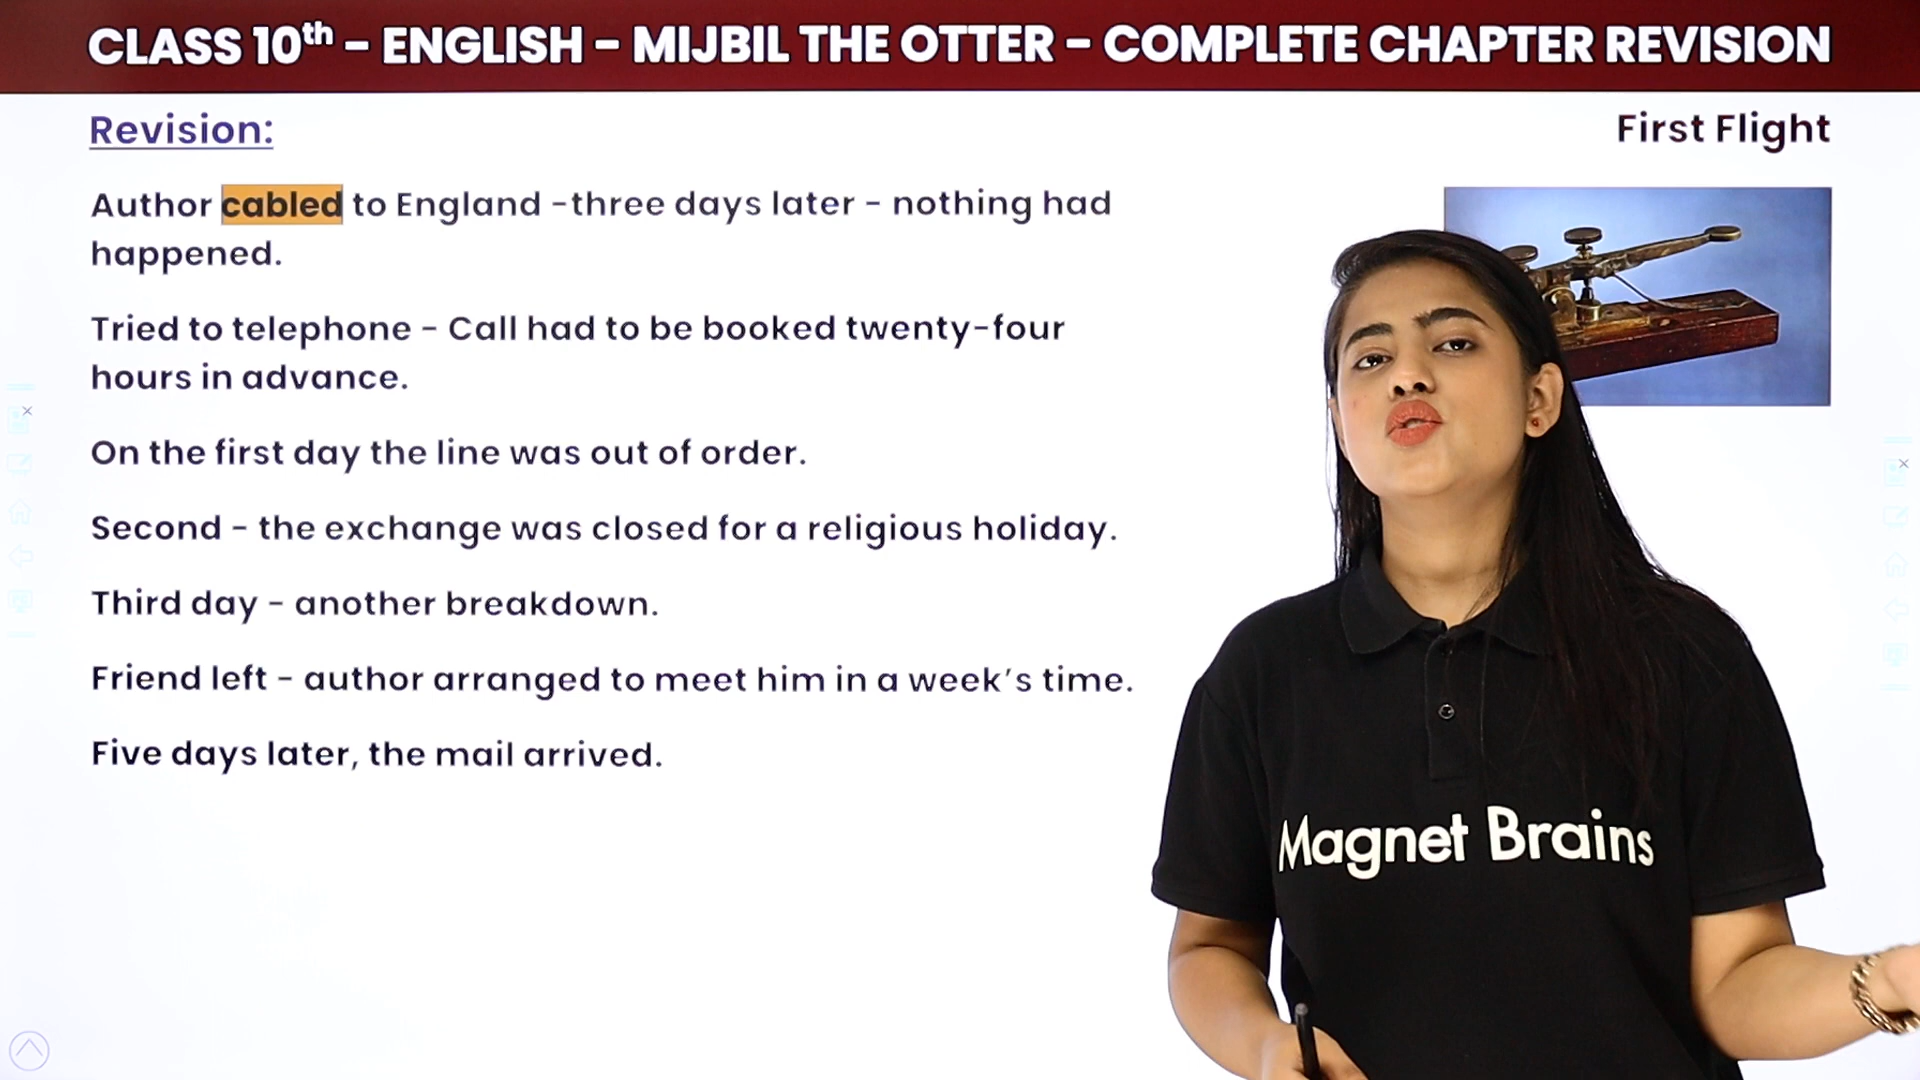 CLASS 10th – ENGLISH – MIJBIL THE OTTER – COMPLETE CHAPTER REVISION
Revision:
First Flight
Author cabled to England –three days later – nothing had
happened.
Tried to telephone – Call had to be booked twenty-four
hours in advance.
On the first day the line was out of order.
Second – the exchange was closed for a religious holiday.
Third day – another breakdown.
Friend left – author arranged to meet him in a week's time.
Five days later, the mail arrived.
Magnet Brains